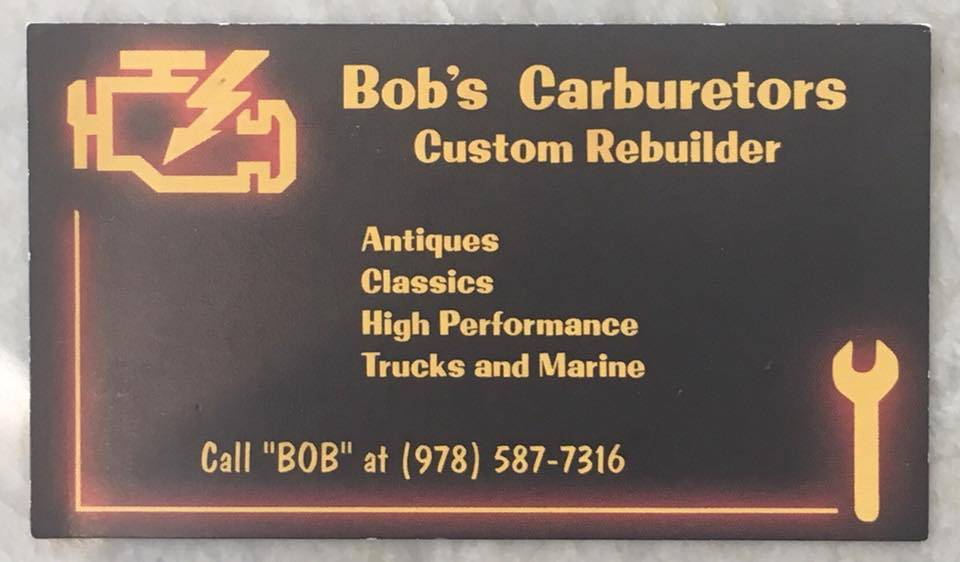 Bob's Carburetors
Custom Rebuilder
Antiques
Classics
High Performance
Trucks and Marine
Call "BOB" at (978) 587-7316